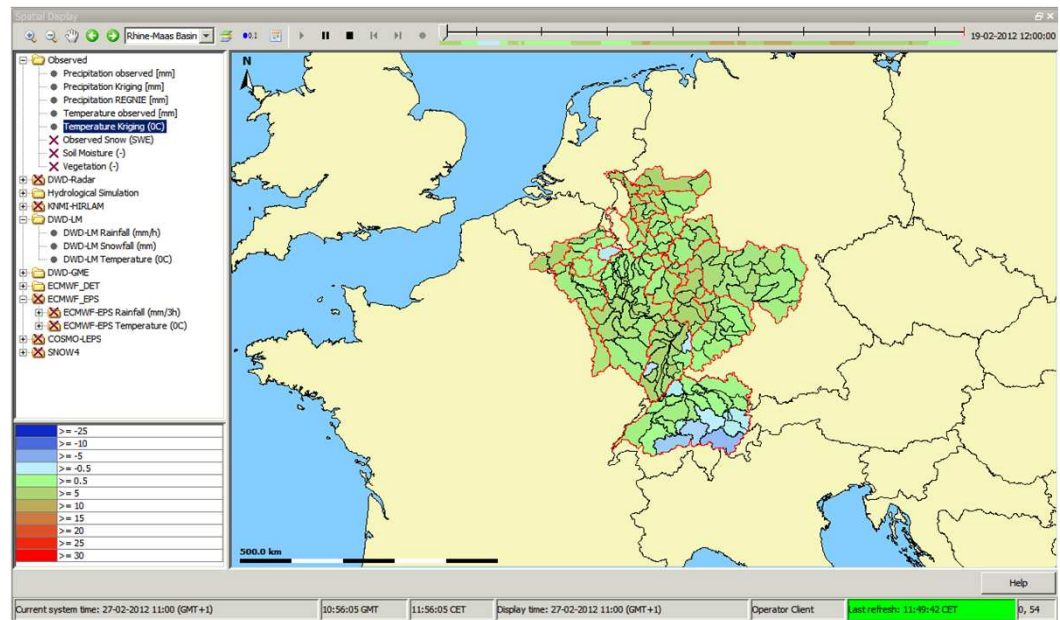 Spatial Display
Rhine-Maas Basin
0.1
19-02-2012 12:00:00
Observed
Precipitation observed [mm]
Precipitation Kriging [mm]
Precipitation REGNIE [mm]
Temperature observed [mm]
Temperature Kriging (0C)
Observed Snow (SWE)
Soil Moisture (-)
Vegetation (-)
DWD-Radar
Hydrological Simulation
KNMI-HIRLAM
DWD-LM
DWD-LM Rainfall (mm/h)
DWD-LM Snowfall (mm)
DWD-LM Temperature (0C)
DWD-GME
ECMWF_DET
ECMWF_EPS
ECMWF-EPS Rainfall (mm/3h)
ECMWF-EPS Temperature (0C)
COSMO-LEPS
SNOW4
>= -25
>= -10
>= -5
>= -0.5
>= 0.5
>= 5
>= 10
>= 15
>= 20
>= 25
>= 30
N
500.0 km
Help
Current system time: 27-02-2012 11:00 (GMT+1)
10:56:05 GMT
11:56:05 CET
Display time: 27-02-2012 11:00 (GMT+1)
Operator Client
Last refresh: 11:49:42 CET
0, 54